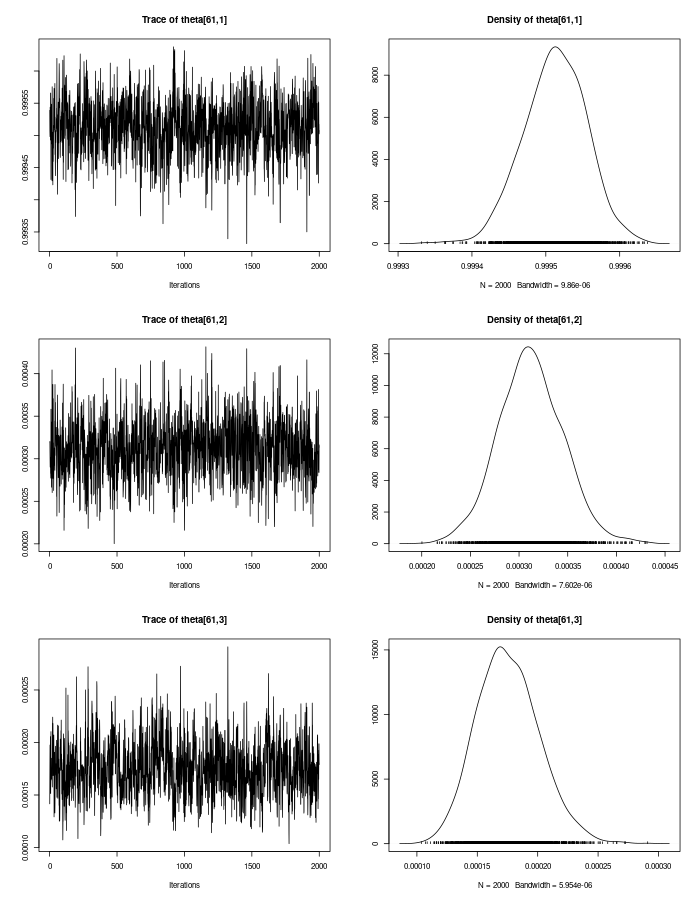 Trace of theta[61,1]
0.99935 0.99945 0.99955
0 500 1000 1500 2000
Iterations
Density of theta[61,1]
0 2000 4000 6000 8000
0.9993 0.9994 0.9995 0.9996
N = 2000 Bandwidth = 9.86e-06
Trace of theta[61,2]
0.00020 0.00025 0.00030 0.00035 0.00040
0 500 1000 1500 2000
Iterations
Density of theta[61,2]
0 2000 4000 6000 8000 10000 12000
0.00020 0.00025 0.00030 0.00035 0.00040 0.00045
N = 2000 Bandwidth = 7.602e-06
Trace of theta[61,3]
0.00010 0.00015 0.00020 0.00025
0 500 1000 1500 2000
Iterations
Density of theta[61,3]
0 5000 10000 15000
0.00010 0.00015 0.00020 0.00025 0.00030
N = 2000 Bandwidth = 5.954e-06